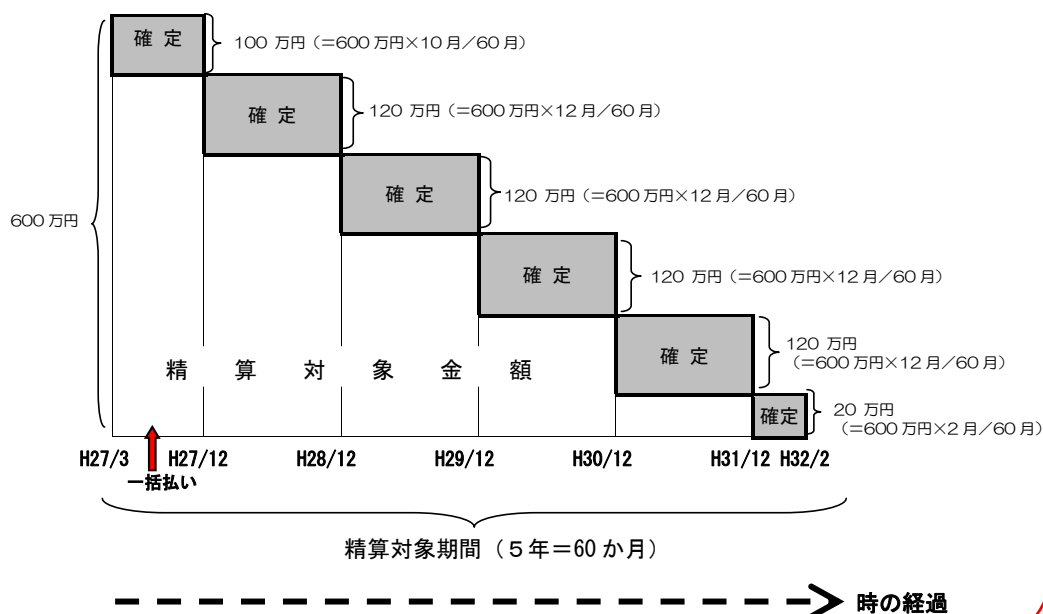 確 定
100 万円（＝600 万円×10 月／60 月）
確 定
120 万円（＝600 万円×12 月／60 月）
確 定
120 万円（＝600 万円×12 月／60 月）
600 万円
確 定
120 万円（＝600 万円×12 月／60 月）
確 定
120 万円
（＝600 万円×12 月／60 月）
精 算 対 象 金 額
確定
20 万円
（＝600 万円×2 月／60 月）
H27/3 H27/12 H28/12 H29/12 H30/12 H31/12 H32/2
一括払い
精算対象期間（５年＝60 か月）
時の経過